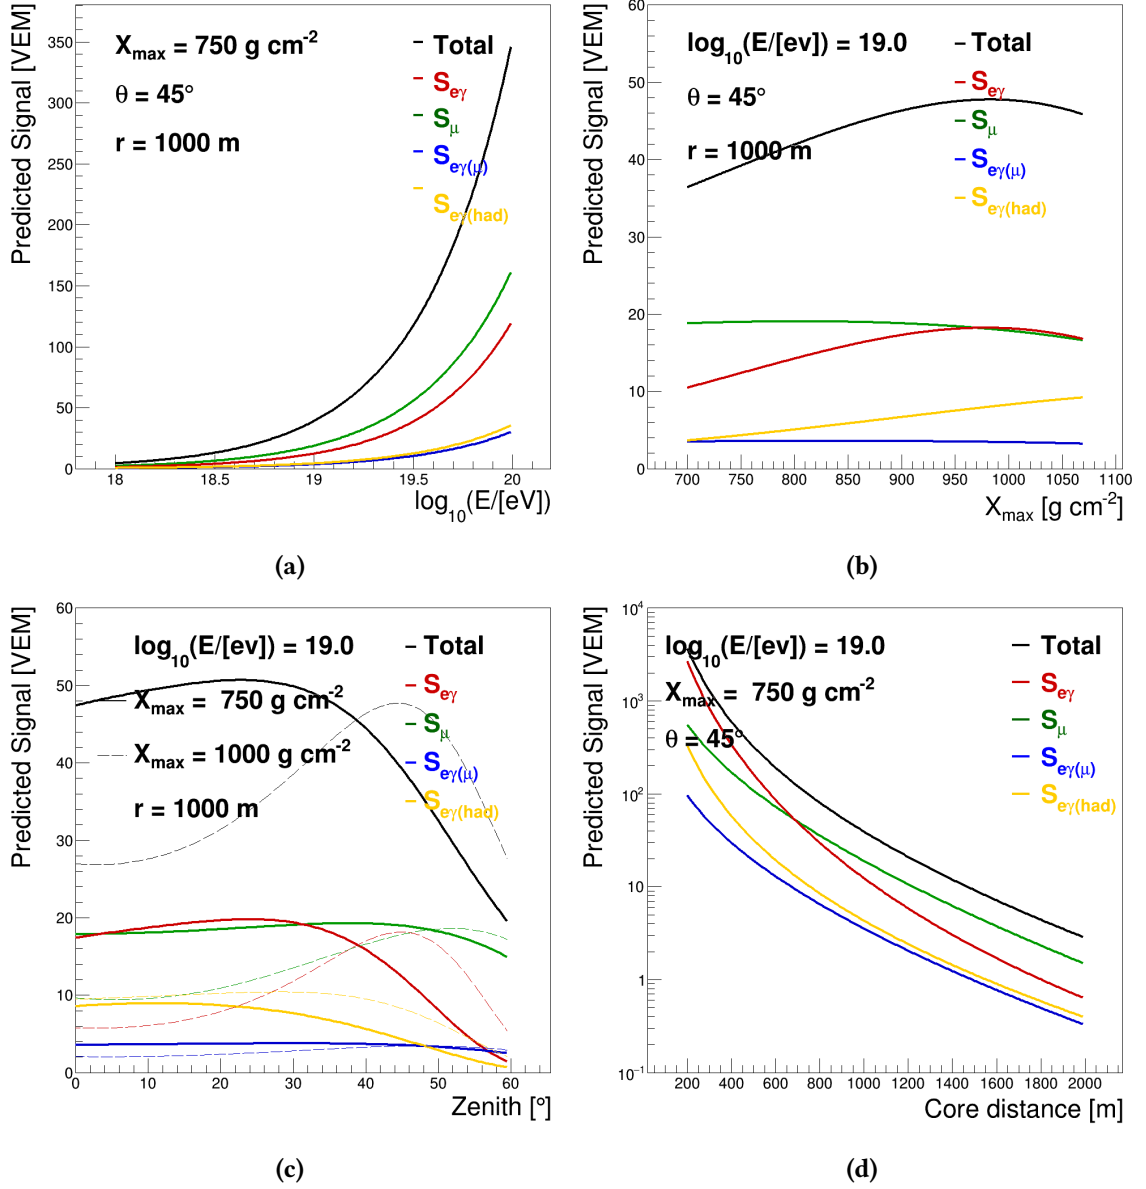 Predicted Signal [VEM]
X_max = 750 g cm^-2
θ = 45°
r = 1000 m
Total
S_eγ
S_μ
S_eγ(μ)
S_eγ(had)
350
300
250
200
150
100
50
0
18 18.5 19 19.5 20
log_10(E/[eV])
(a)
Predicted Signal [VEM]
log_10(E/[ev]) = 19.0
θ = 45°
r = 1000 m
Total
S_eγ
S_μ
S_eγ(μ)
S_eγ(had)
60
50
40
30
20
10
0
700 750 800 850 900 950 1000 1050 1100
X_max [g cm^-2]
(b)
Predicted Signal [VEM]
log_10(E/[ev]) = 19.0
X_max = 750 g cm^-2
X_max = 1000 g cm^-2
r = 1000 m
Total
S_eγ
S_μ
S_eγ(μ)
S_eγ(had)
60
50
40
30
20
10
0
0 10 20 30 40 50 60
Zenith [°]
(c)
Predicted Signal [VEM]
log_10(E/[ev]) = 19.0
X_max = 750 g cm^-2
θ = 45°
Total
S_eγ
S_μ
S_eγ(μ)
S_eγ(had)
10^4
10^3
10^2
10
1
10^-1
200 400 600 800 1000 1200 1400 1600 1800 2000
Core distance [m]
(d)